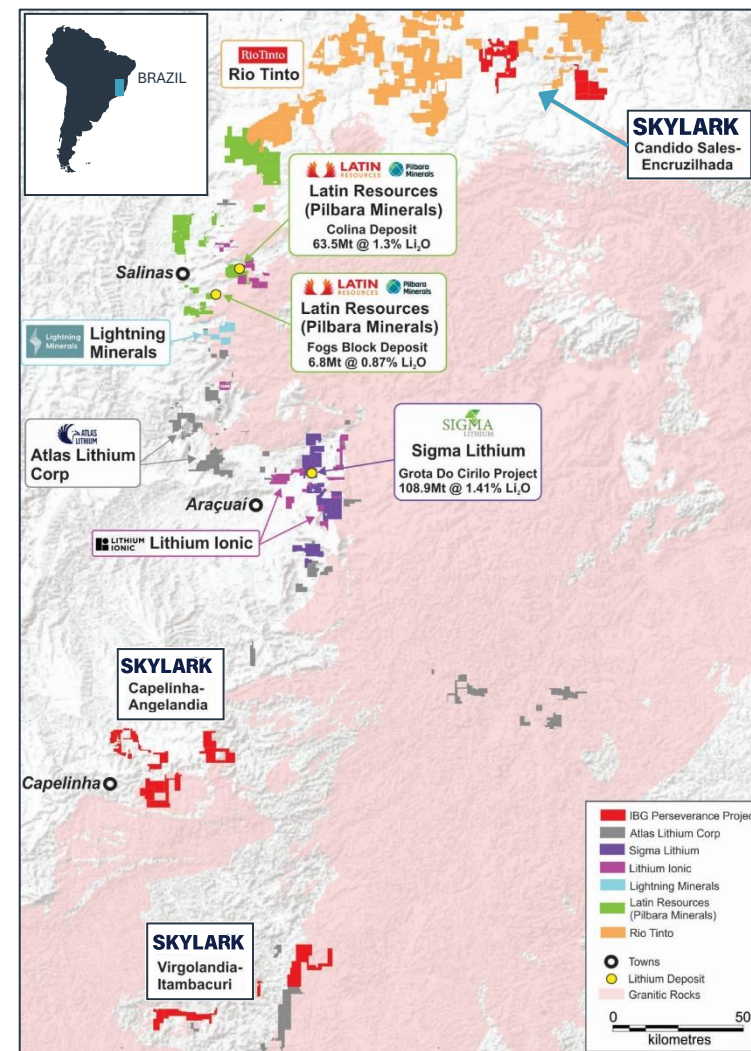 BRAZIL
RioTinto
Rio Tinto
SKYLARK
Candido Sales-
Encruzilhada
LATIN
RESOURCES
Pilbara
Minerals
Latin Resources
(Pilbara Minerals)
Colina Deposit
63.5Mt @ 1.3% Li₂O
Salinas
LATIN
RESOURCES
Pilbara
Minerals
Latin Resources
(Pilbara Minerals)
Fogs Block Deposit
6.8Mt @ 0.87% Li₂O
Lightning
Minerals
Lightning
Minerals
ATLAS
LITHIUM
Atlas Lithium
Corp
SIGMA
LITHIUM
Sigma Lithium
Grota Do Cirilo Project
108.9Mt @ 1.41% Li₂O
Araçuaí
LITHIUM
IONIC
Lithium Ionic
SKYLARK
Capelinha-
Angelandia
Capelinha
SKYLARK
Virgolandia-
Itambacuri
IBG Perseverance Projec
Atlas Lithium Corp
Sigma Lithium
Lithium Ionic
Lightning Minerals
Latin Resources
(Pilbara Minerals)
Rio Tinto
Towns
Lithium Deposit
Granitic Rocks
0 50
kilometres